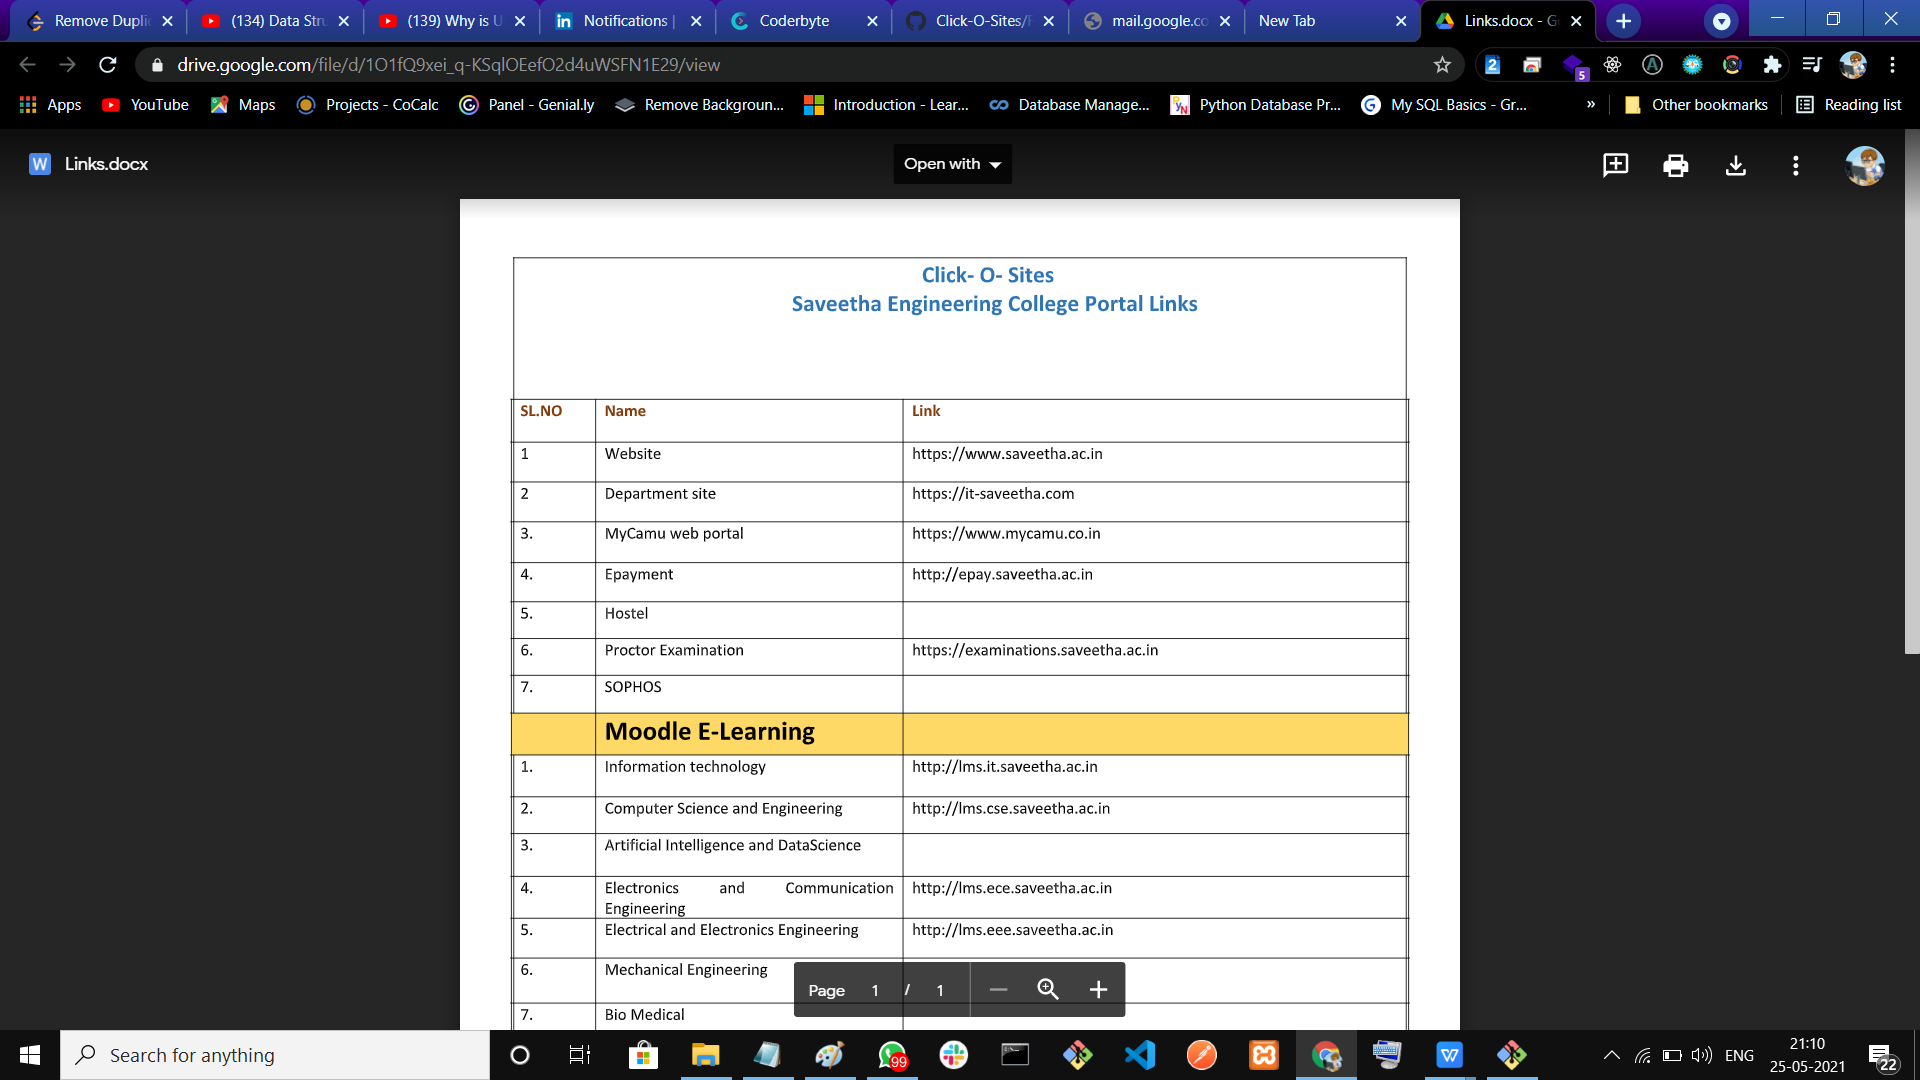 Remove Duplic
(134) Data Stru
(139) Why is U
Notifications |
Coderbyte
Click-O-Sites/
mail.google.co
New Tab
Links.docx - G
drive.google.com/file/d/1O1fQ9xei_q-KSqlOEefO2d4uWSFN1E29/view
2
5
Apps
YouTube
Maps
Projects - CoCalc
Panel - Genial.ly
Remove Backgroun...
Introduction - Lear...
Database Manage...
Python Database Pr...
My SQL Basics - Gr...
»
Other bookmarks
Reading list
W Links.docx
Open with
Click- O- Sites
Saveetha Engineering College Portal Links
SL.NO Name Link
1 Website https://www.saveetha.ac.in
2 Department site https://it-saveetha.com
3. MyCamu web portal https://www.mycamu.co.in
4. Epayment http://epay.saveetha.ac.in
5. Hostel
6. Proctor Examination https://examinations.saveetha.ac.in
7. SOPHOS
Moodle E-Learning
1. Information technology http://lms.it.saveetha.ac.in
2. Computer Science and Engineering http://lms.cse.saveetha.ac.in
3. Artificial Intelligence and DataScience
4. Electronics and Communication http://lms.ece.saveetha.ac.in
Engineering
5. Electrical and Electronics Engineering http://lms.eee.saveetha.ac.in
6. Mechanical Engineering
Page 1 / 1
7. Bio Medical
Search for anything
99
ENG
21:10
25-05-2021
22